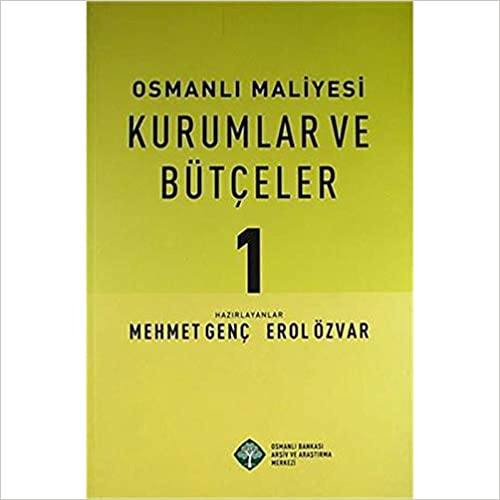 OSMANLI MALİYESİ
KURUMLAR VE
BÜTÇELER
1
HAZIRLAYANLAR
MEHMET GENÇ EROL ÖZVAR
OSMANLI BANKASI
ARŞİV VE ARAŞTIRMA
MERKEZİ